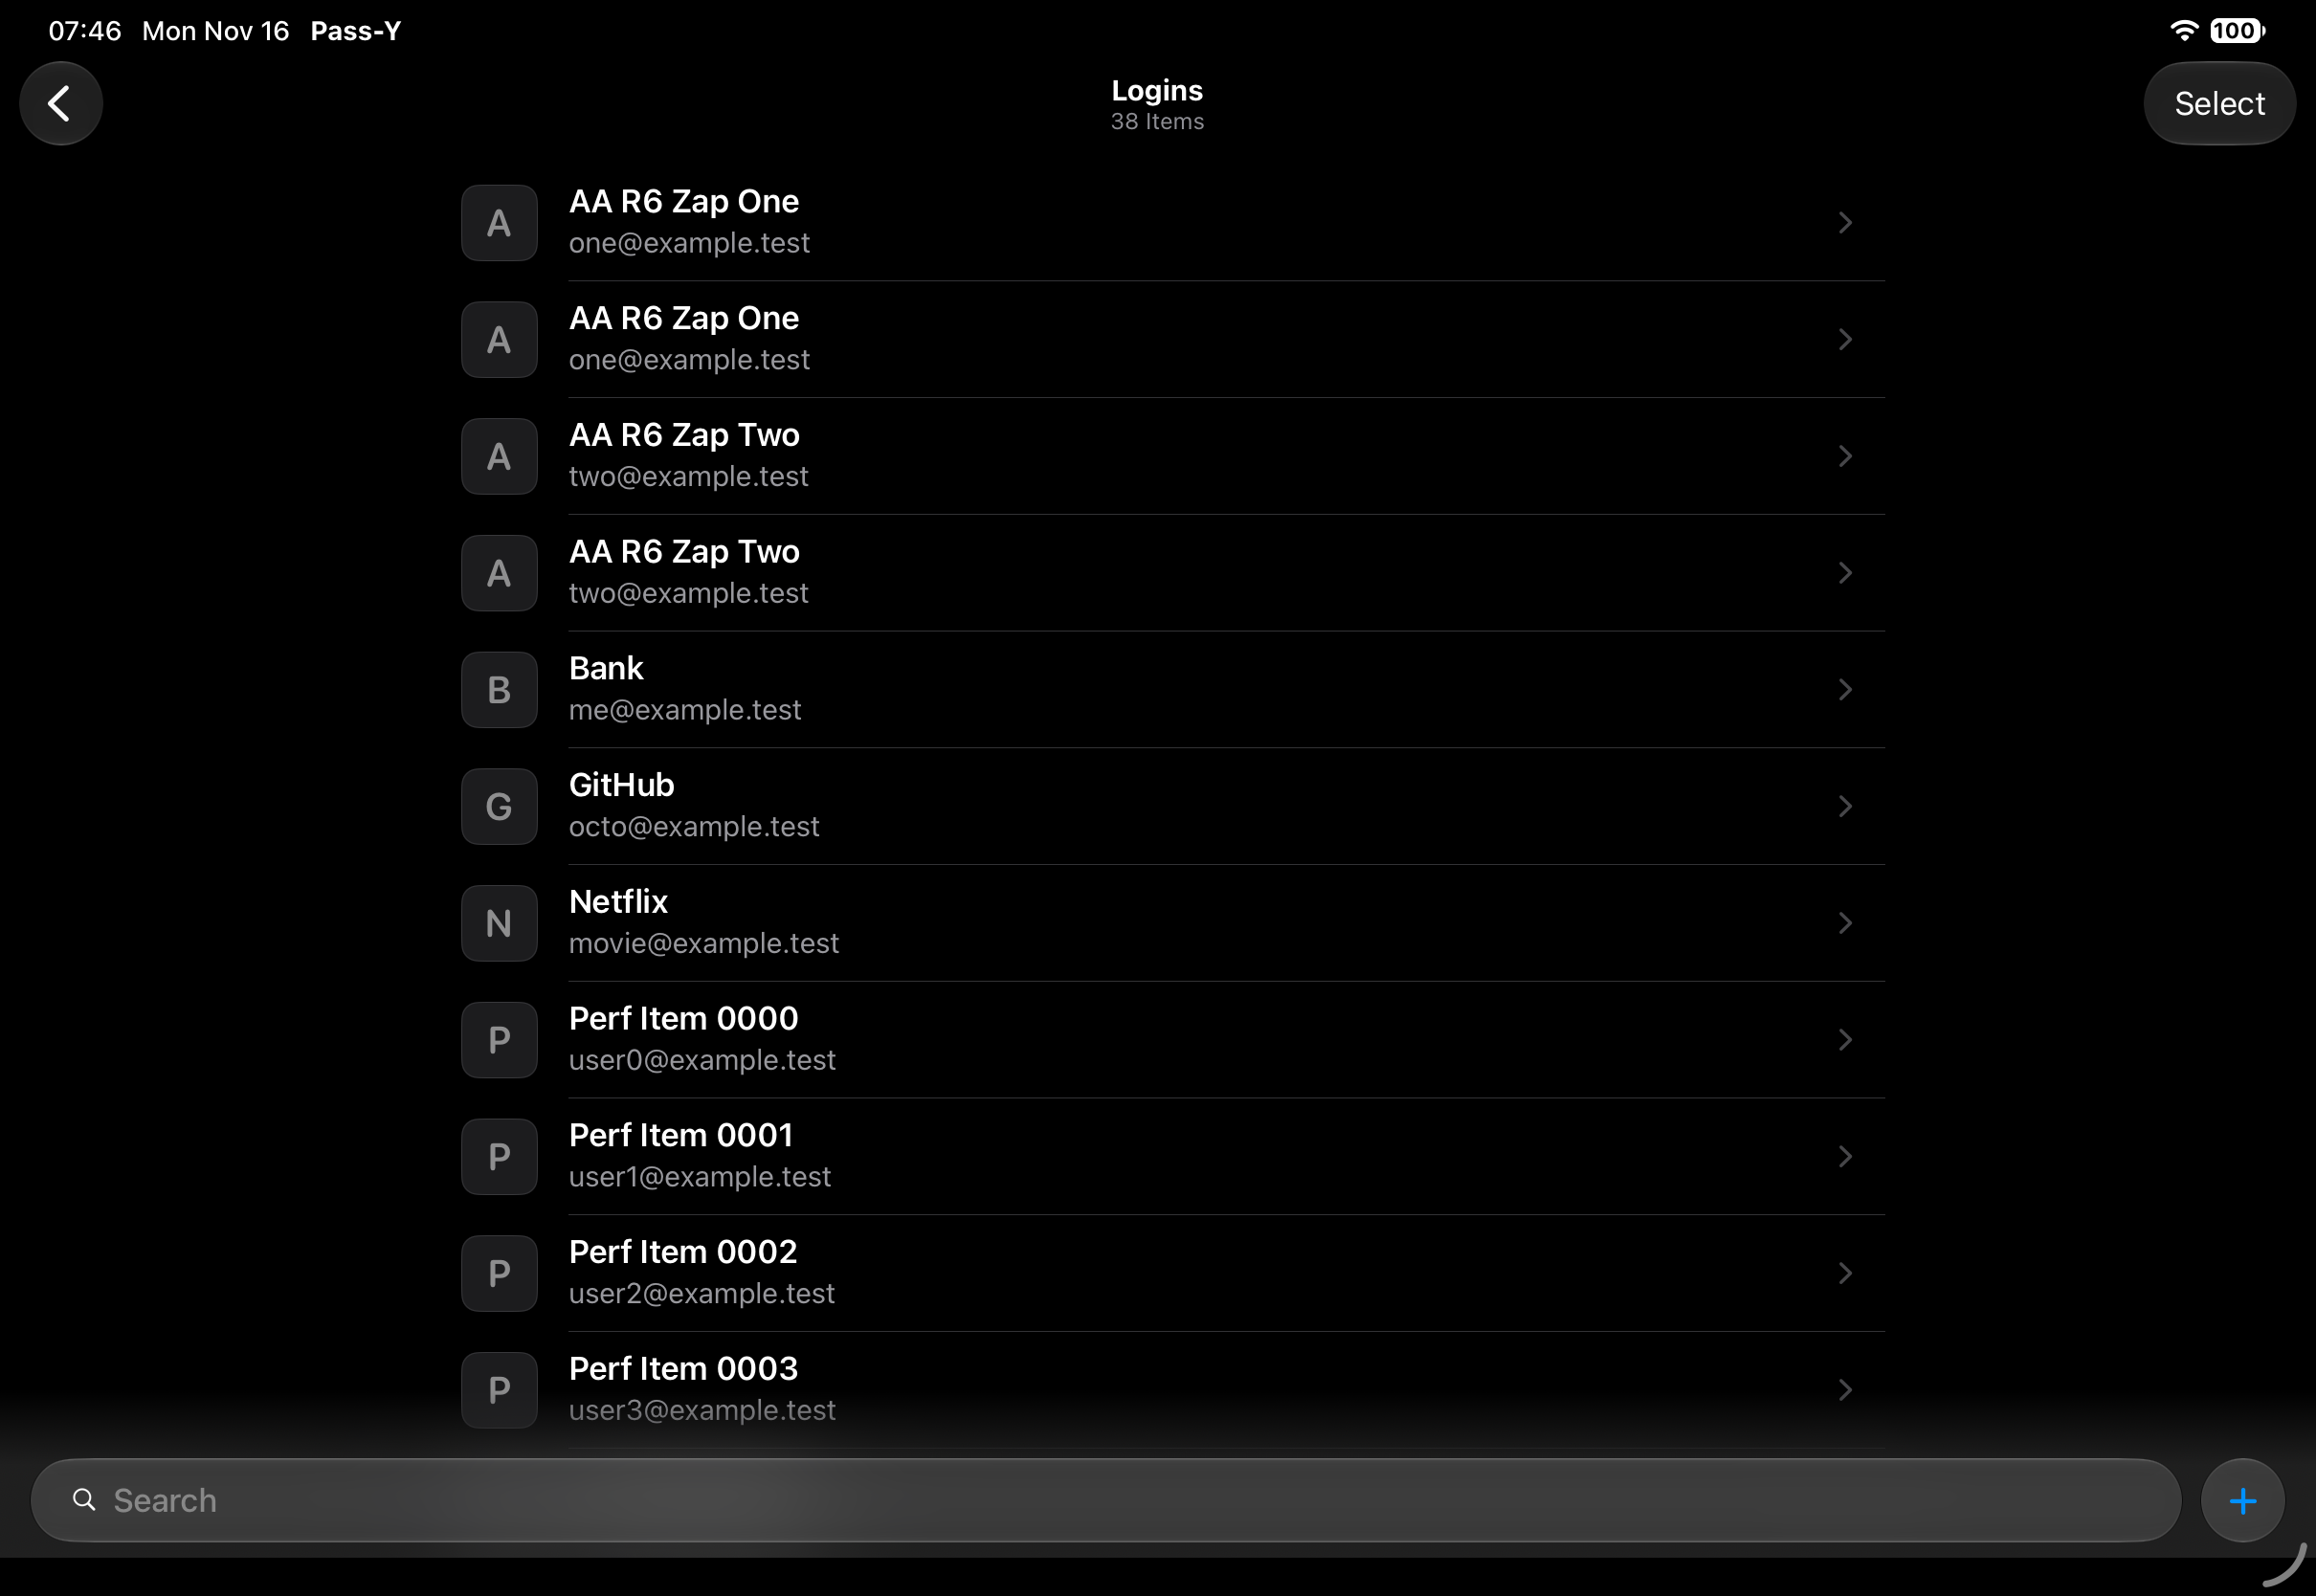 07:46 Mon Nov 16 Pass-Y
100
Logins
38 Items
Select
A
AA R6 Zap One
one@example.test
A
AA R6 Zap One
one@example.test
A
AA R6 Zap Two
two@example.test
A
AA R6 Zap Two
two@example.test
B
Bank
me@example.test
G
GitHub
octo@example.test
N
Netflix
movie@example.test
P
Perf Item 0000
user0@example.test
P
Perf Item 0001
user1@example.test
P
Perf Item 0002
user2@example.test
P
Perf Item 0003
user3@example.test
Search